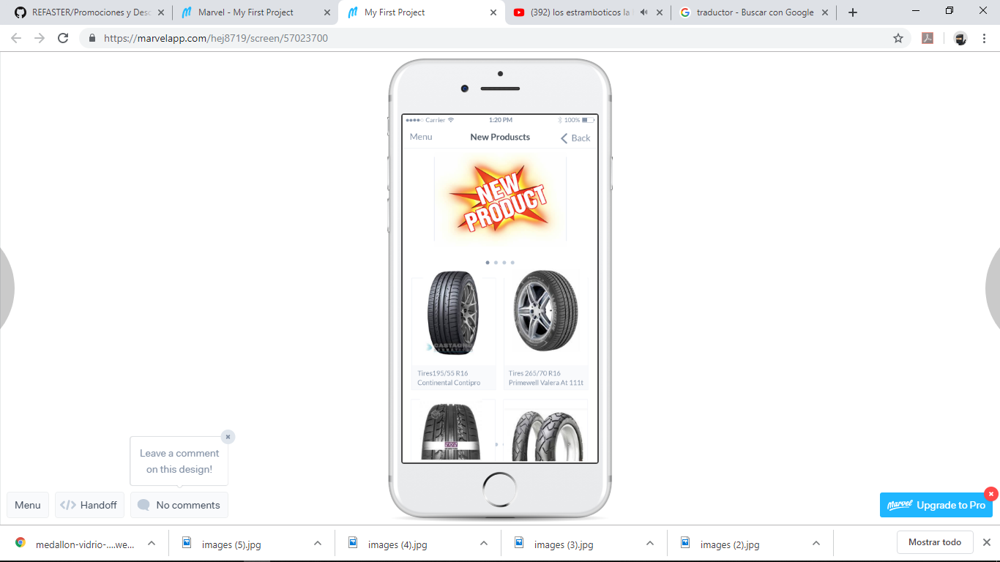 REFASTER/Promociones y Desc
Marvel - My First Project
My First Project
(392) los estramboticos la
traductor - Buscar con Google
https://marvelapp.com/hej8719/screen/57023700
Carrier
1:20 PM
100%
Menu
New Produscts
Back
NEW
PRODUCT
CASTAGNO
Tires195/55 R16
Continental Contipro
Tires 265/70 R16
Primewell Valera At 111t
NEXEN
Leave a comment
on this design!
Menu
</> Handoff
No comments
Marvel Upgrade to Pro
medallon-vidrio-....we...
images (5).jpg
images (4).jpg
images (3).jpg
images (2).jpg
Mostrar todo